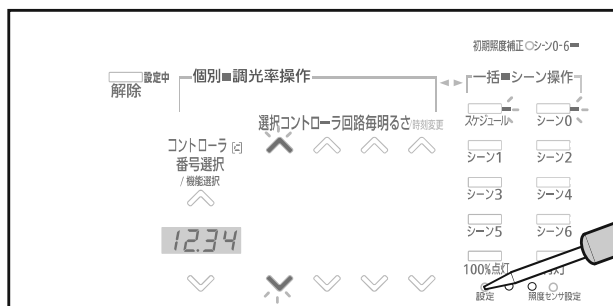 初期照度補正○シーン0-6
設定中
解除
個別■調光率操作
一括■シーン操作
選択コントローラ回路毎明るさ/時刻変更
コントローラ
番号選択
/ 機能選択
12.34
スケジュール シーン0
シーン1 シーン2
シーン3 シーン4
シーン5 シーン6
100%点灯
設定 照度センサ設定